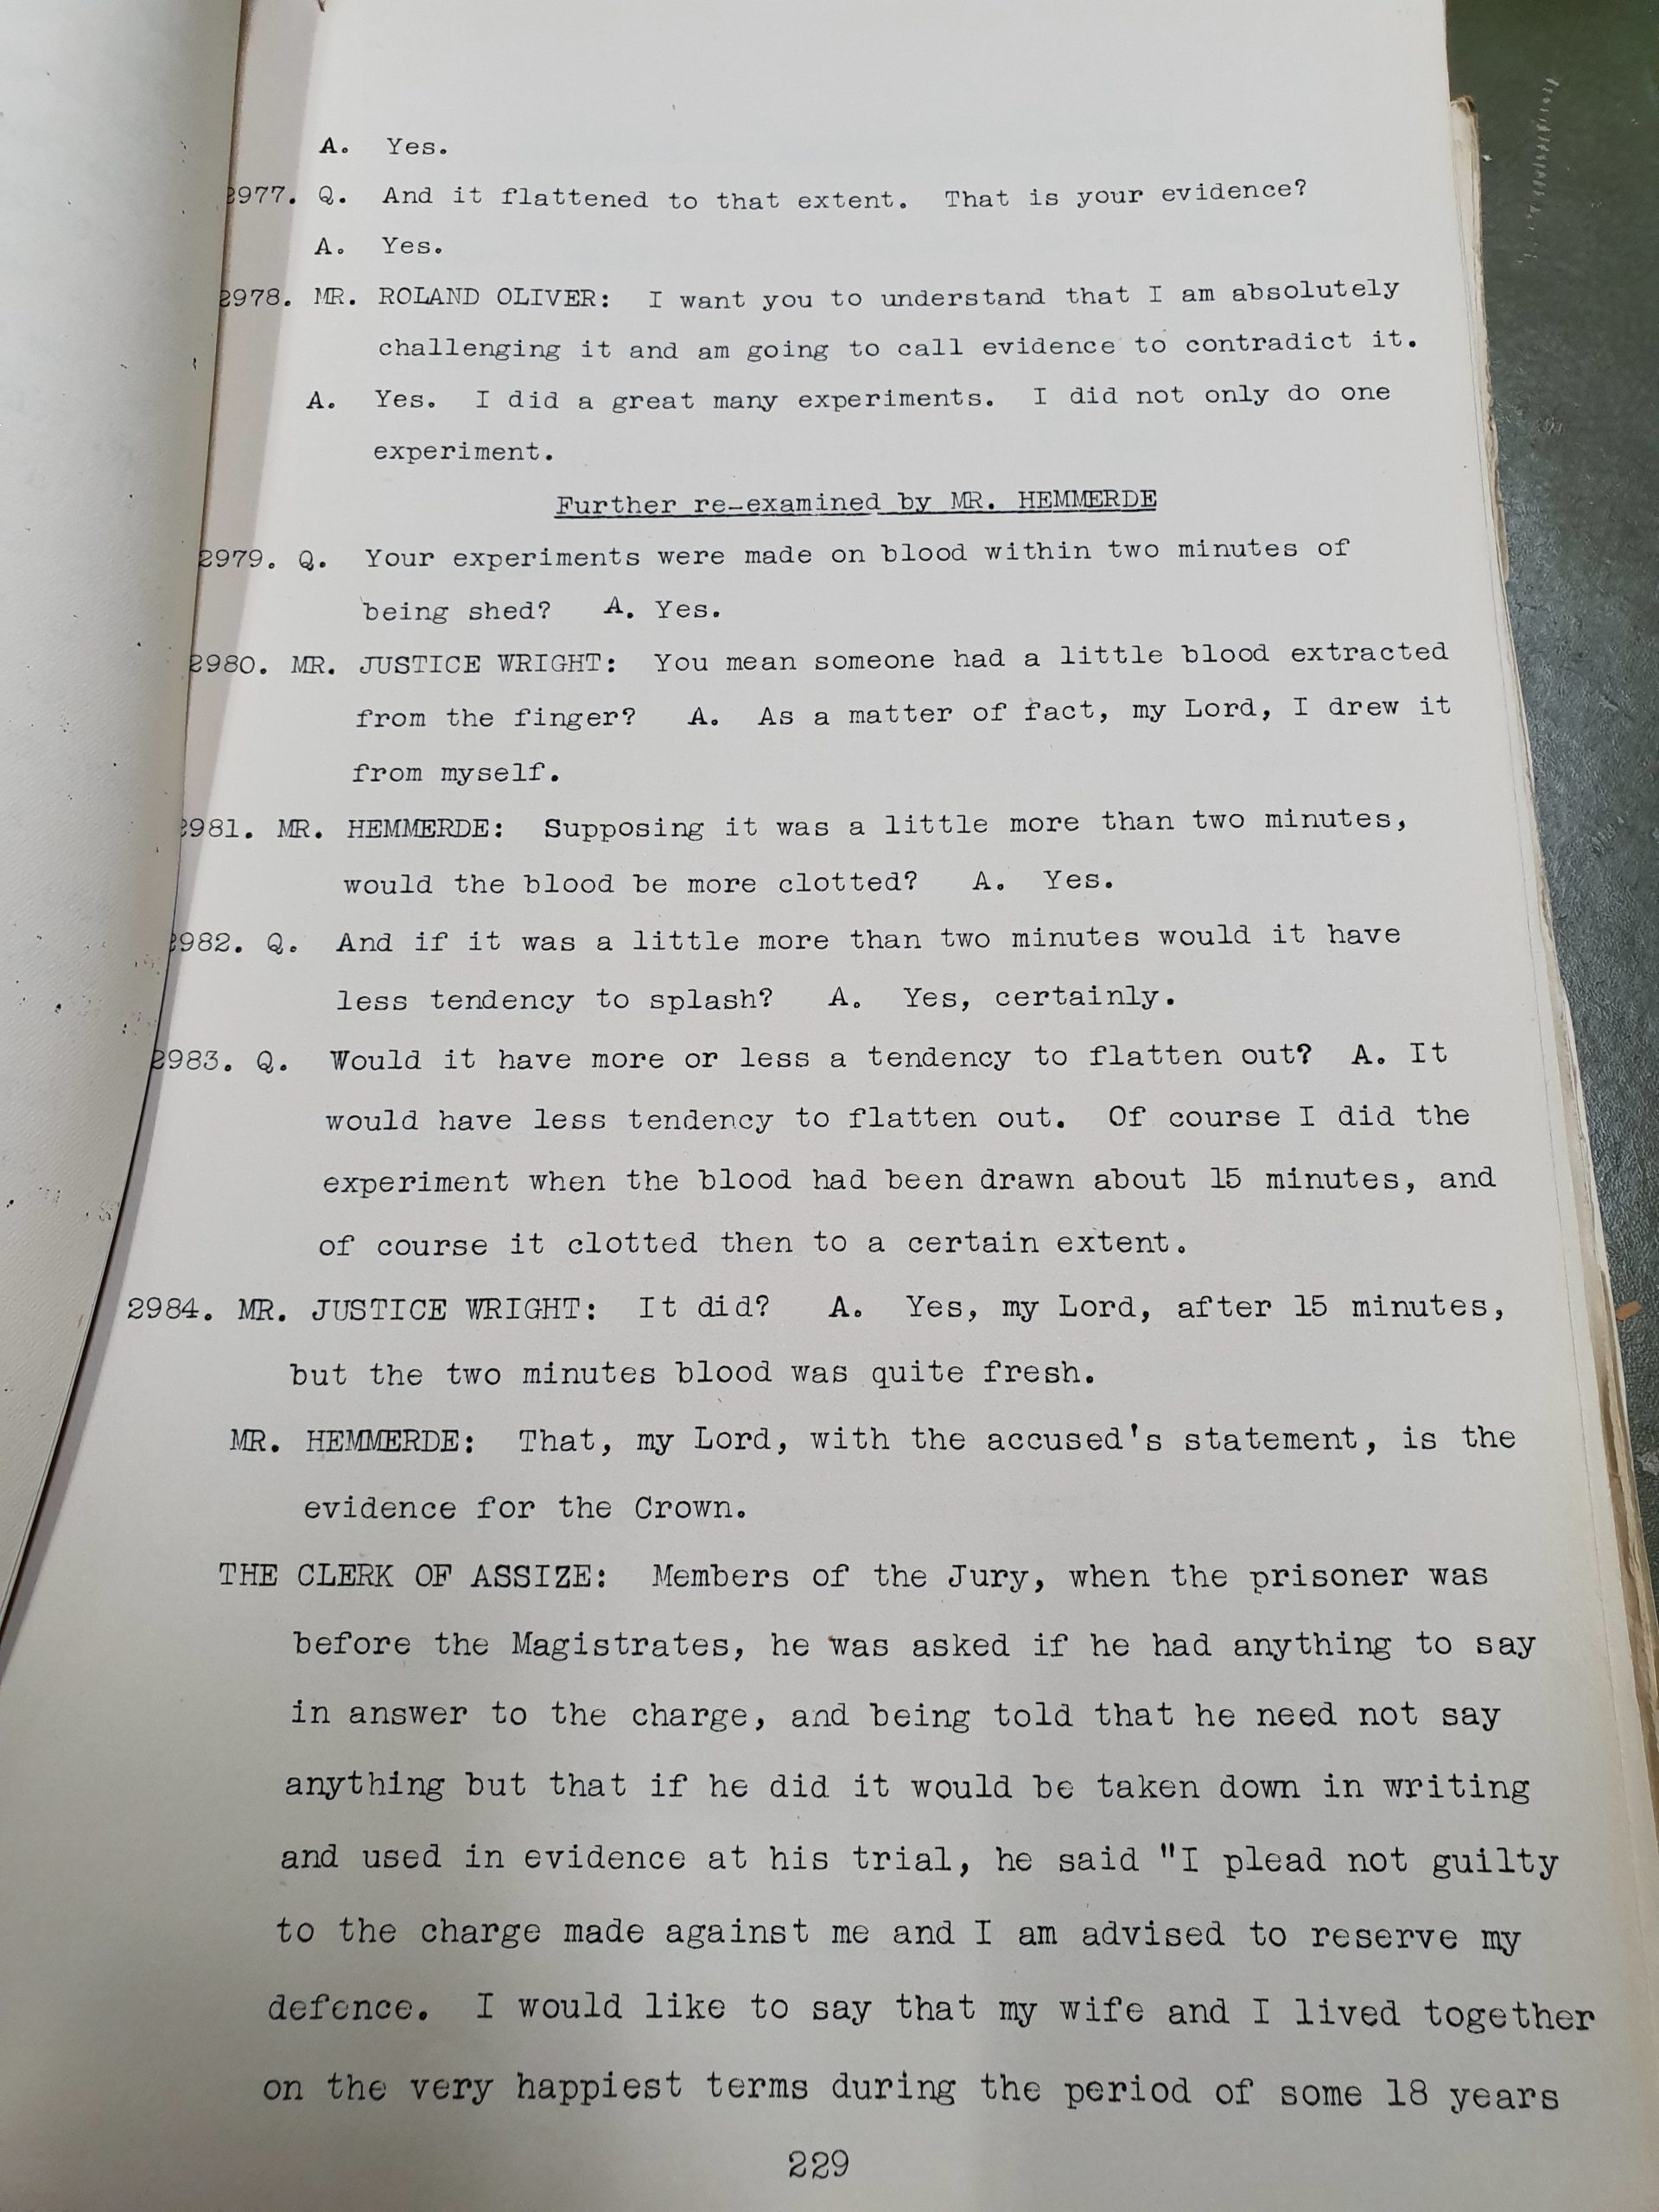 A. Yes.
2977. Q. And it flattened to that extent. That is your evidence?
A. Yes.
2978. MR. ROLAND OLIVER: I want you to understand that I am absolutely
challenging it and am going to call evidence to contradict it.
A. Yes. I did a great many experiments. I did not only do one
experiment.
Further re-examined by MR. HEMMERDE
2979. Q. Your experiments were made on blood within two minutes of
being shed? A. Yes.
2980. MR. JUSTICE WRIGHT: You mean someone had a little blood extracted
from the finger? A. As a matter of fact, my Lord, I drew it
from myself.
2981. MR. HEMMERDE: Supposing it was a little more than two minutes,
would the blood be more clotted? A. Yes.
2982. Q. And if it was a little more than two minutes would it have
less tendency to splash? A. Yes, certainly.
2983. Q. Would it have more or less a tendency to flatten out? A. It
would have less tendency to flatten out. Of course I did the
experiment when the blood had been drawn about 15 minutes, and
of course it clotted then to a certain extent.
2984. MR. JUSTICE WRIGHT: It did? A. Yes, my Lord, after 15 minutes,
but the two minutes blood was quite fresh.
MR. HEMMERDE: That, my Lord, with the accused's statement, is the
evidence for the Crown.
THE CLERK OF ASSIZE: Members of the Jury, when the prisoner was
before the Magistrates, he was asked if he had anything to say
in answer to the charge, and being told that he need not say
anything but that if he did it would be taken down in writing
and used in evidence at his trial, he said "I plead not guilty
to the charge made against me and I am advised to reserve my
defence. I would like to say that my wife and I lived together
on the very happiest terms during the period of some 18 years
229